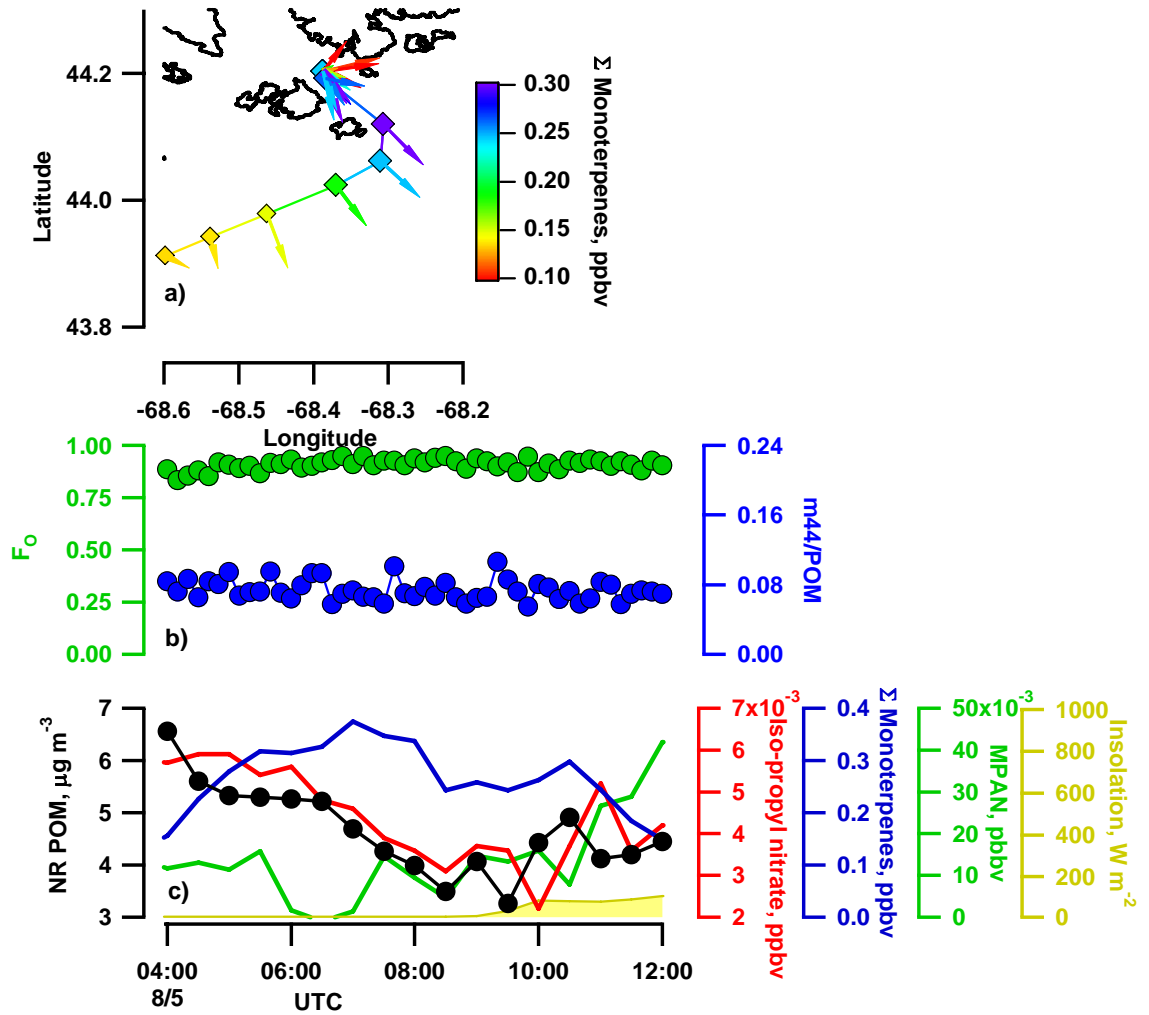 44.2
44.0
43.8
Latitude
a)
0.30
0.25
0.20
0.15
0.10
Σ Monoterpenes, ppbv
-68.6 -68.5 -68.4 -68.3 -68.2
Longitude
1.00
0.75
0.50
0.25
0.00
FO
b)
0.24
0.16
0.08
0.00
m44/POM
7
6
5
4
3
NR POM, μg m-3
c)
7x10-3
6
5
4
3
2
Iso-propyl nitrate, ppbv
0.4
0.3
0.2
0.1
0.0
Σ Monoterpenes, ppbv
50x10-3
40
30
20
10
0
MPAN, pbbv
1000
800
600
400
200
0
Insolation, W m-2
04:00 06:00 08:00 10:00 12:00
8/5
UTC